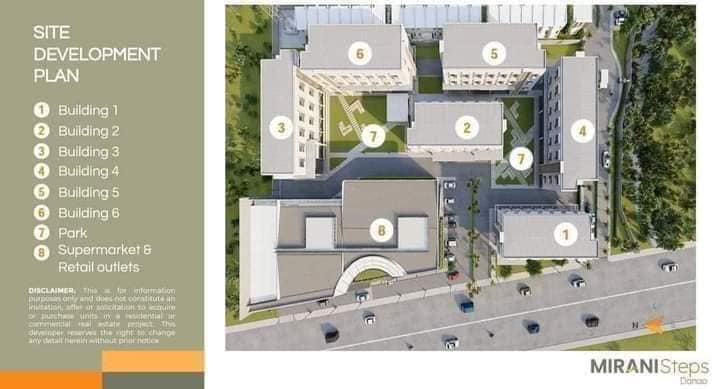 SITE
DEVELOPMENT
PLAN
1 Building 1
2 Building 2
3 Building 3
4 Building 4
5 Building 5
6 Building 6
7 Park
8 Supermarket &
Retail outlets
DISCLAIMER: This is for information
purposes only and does not constitute an
invitation, offer or solicitation to acquire
or purchase units in a residential or
commercial real estate project. This
developer reserves the right to change
any detail herein without prior notice
6
5
3
7
2
7
4
8
1
N
MIRANI Steps
Danao